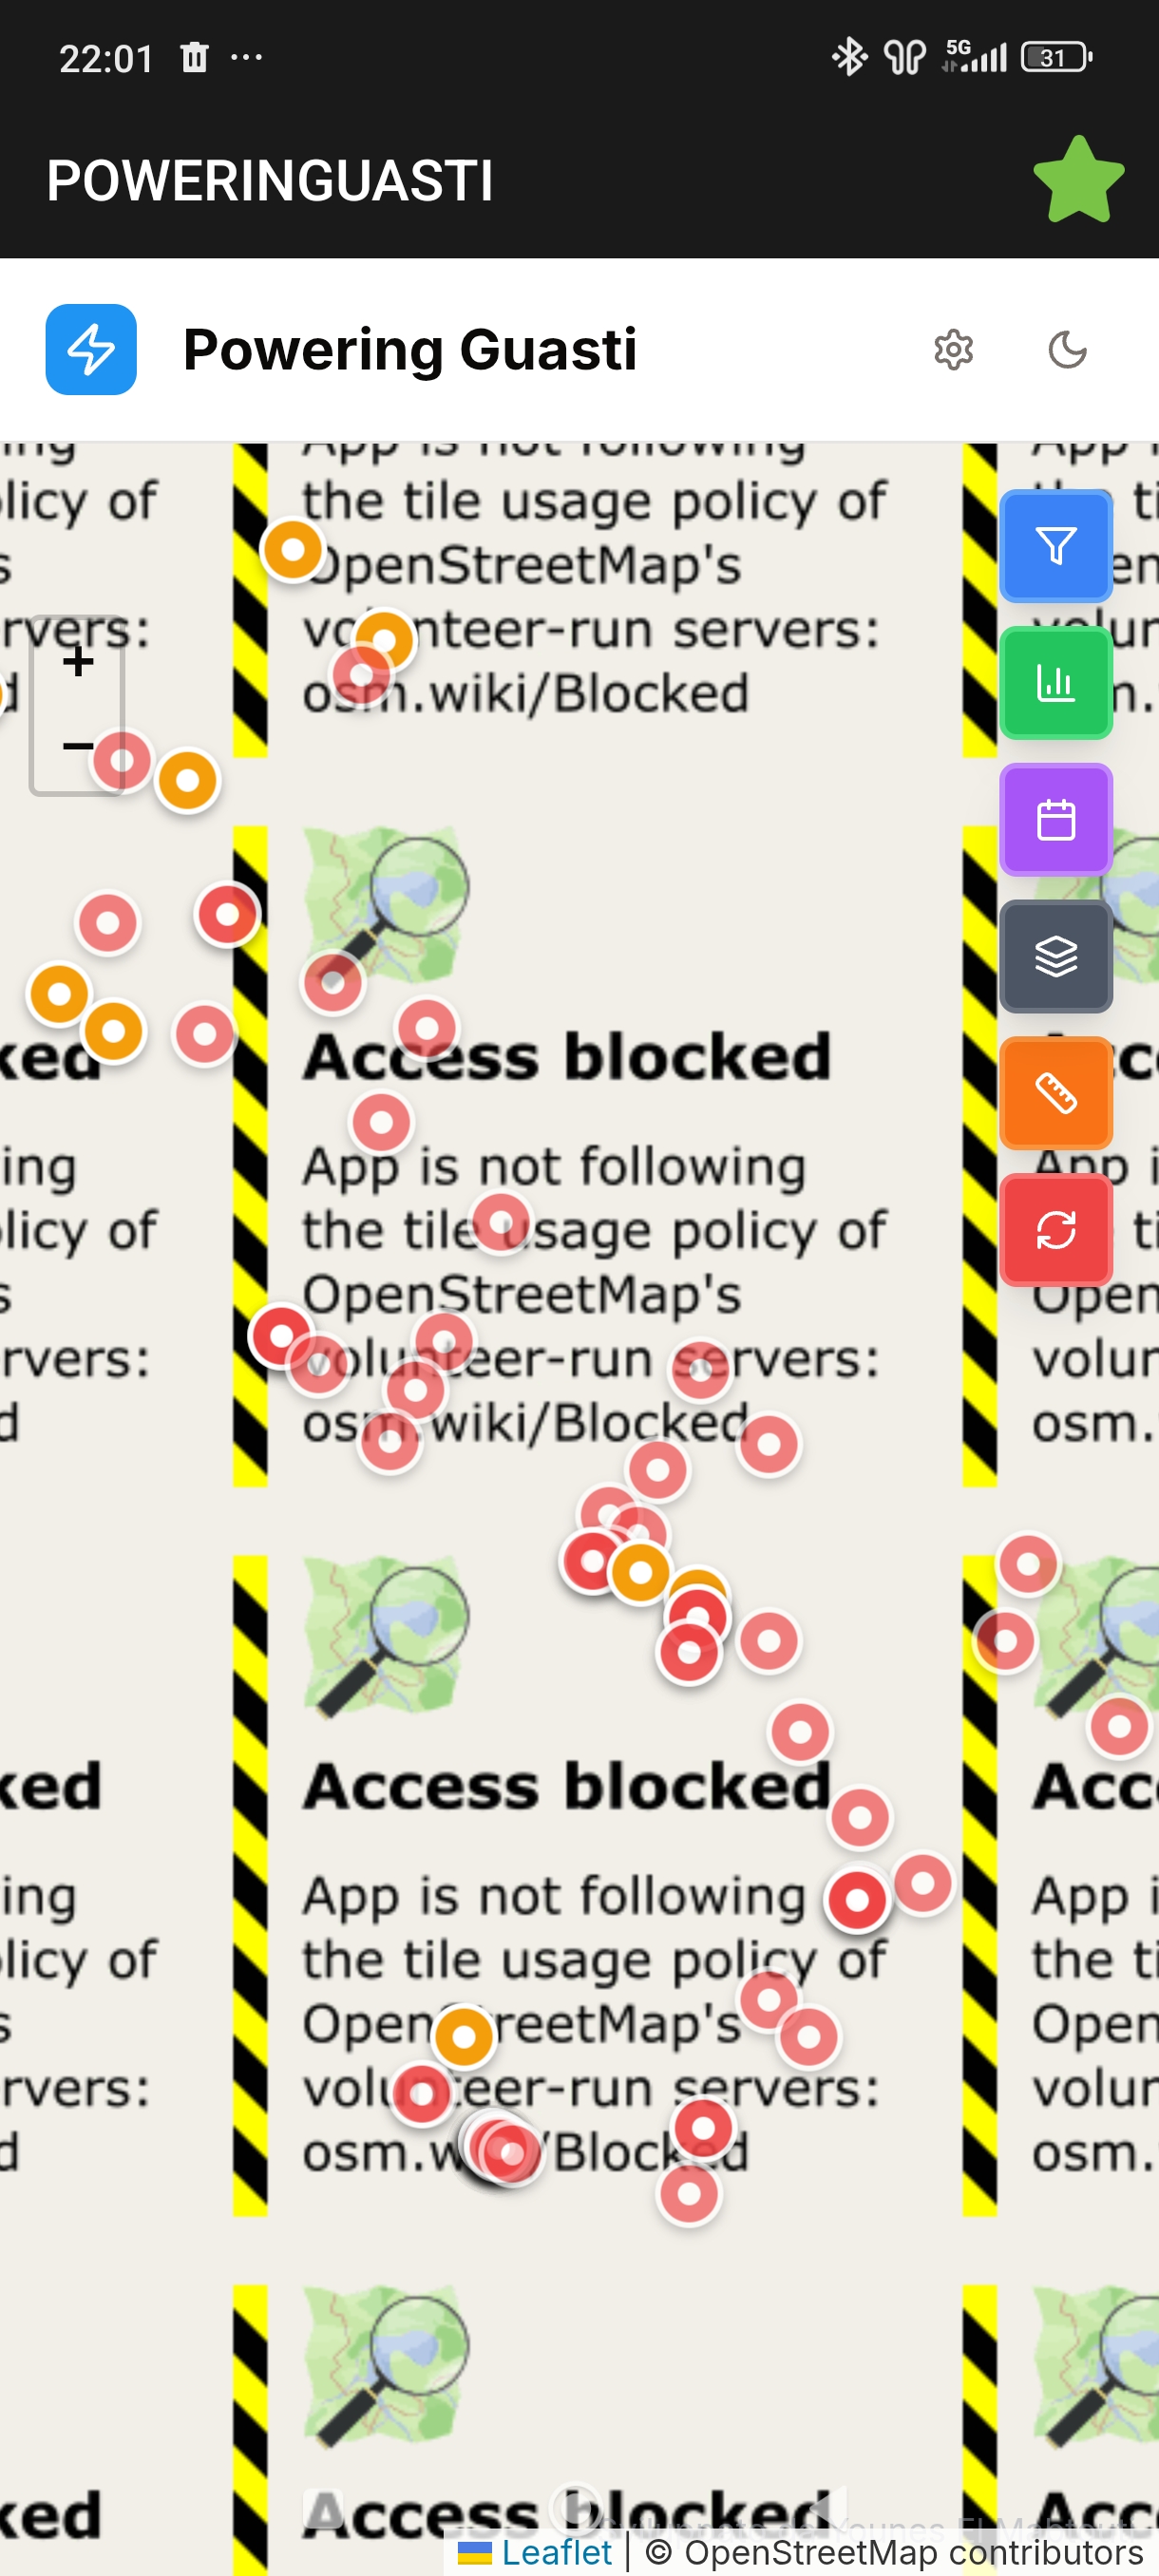 22:01
5G
31
POWERINGUASTI
Powering Guasti
App is not following
the tile usage policy of
OpenStreetMap's
volunteer-run servers:
osm.wiki/Blocked
+
−
Access blocked
App is not following
the tile usage policy of
OpenStreetMap's
volunteer-run servers:
osm.wiki/Blocked
Access blocked
App is not following
the tile usage policy of
OpenStreetMap's
volunteer-run servers:
osm.wiki/Blocked
Access blocked
Leaflet | © OpenStreetMap contributors